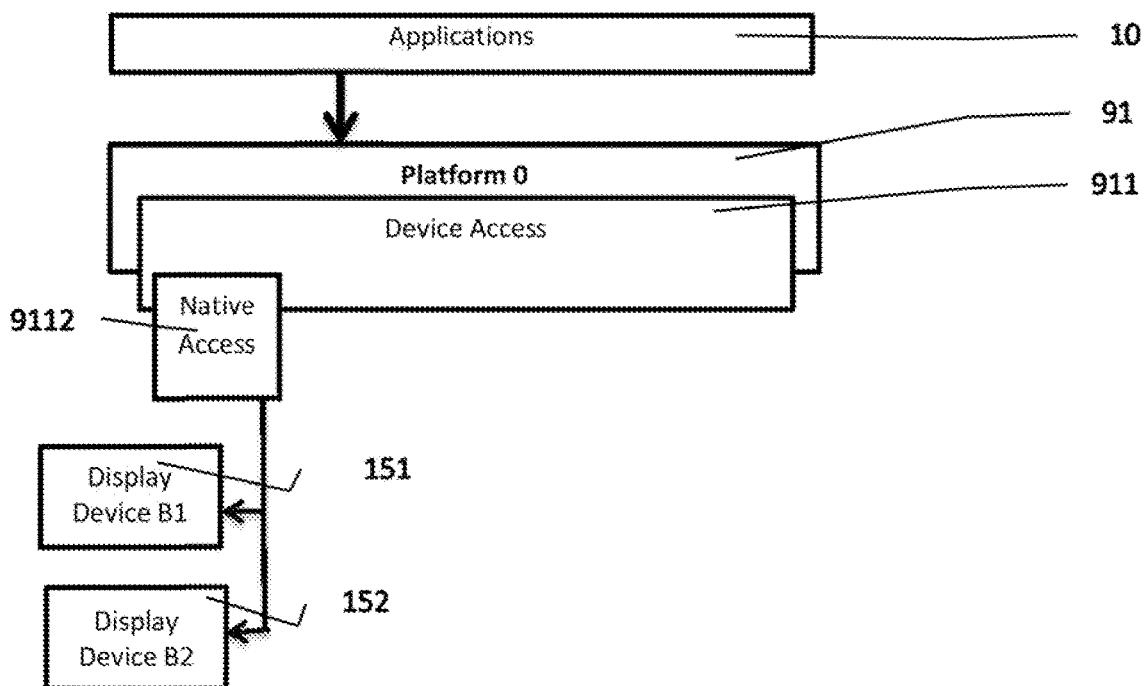 Applications
10
91
Platform 0
911
Device Access
Native
Access
9112
151
Display
Device B1
152
Display
Device B2